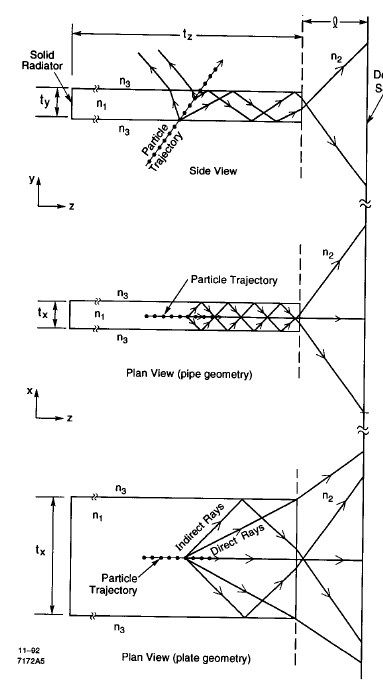 t_z
ℓ
Solid
Radiator
n_3
n_2
t_y
n_1
n_3
Particle
Trajectory
Side View
y
z
n_2
n_3
Particle Trajectory
t_x
n_1
n_3
Plan View (pipe geometry)
x
z
n_3
n_2
n_1
Indirect Rays
Direct Rays
t_x
Particle
Trajectory
n_3
11–92
7172A5
Plan View (plate geometry)